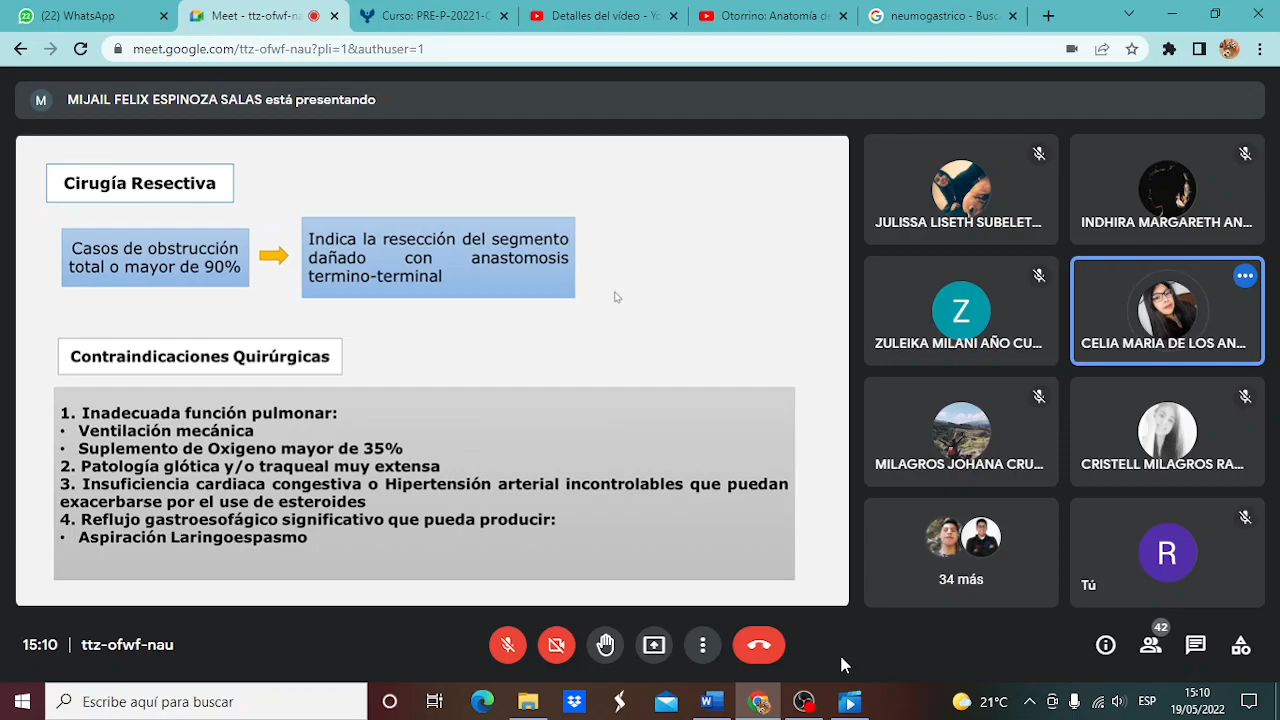 (22) WhatsApp
Meet - ttz-ofwf-na
Curso: PRE-P-20221-C
Detalles del vídeo - Yo
Otorrino: Anatomía de
neumogastrico - Busc
meet.google.com/ttz-ofwf-nau?pli=1&authuser=1
M MIJAIL FELIX ESPINOZA SALAS está presentando
Cirugía Resectiva
Casos de obstrucción
total o mayor de 90%
Indica la resección del segmento
dañado con anastomosis
termino-terminal
Contraindicaciones Quirúrgicas
1. Inadecuada función pulmonar:
• Ventilación mecánica
• Suplemento de Oxigeno mayor de 35%
2. Patología glótica y/o traqueal muy extensa
3. Insuficiencia cardiaca congestiva o Hipertensión arterial incontrolables que puedan
exacerbarse por el use de esteroides
4. Reflujo gastroesofágico significativo que pueda producir:
• Aspiración Laringoespasmo
JULISSA LISETH SUBELET...
INDHIRA MARGARETH AN...
Z
ZULEIKA MILANI AÑO CU...
CELIA MARIA DE LOS AN...
MILAGROS JOHANA CRU...
CRISTELL MILAGROS RA...
34 más
R
Tú
15:10 | ttz-ofwf-nau
42
Escribe aquí para buscar
21°C
ESP
15:10
19/05/2022